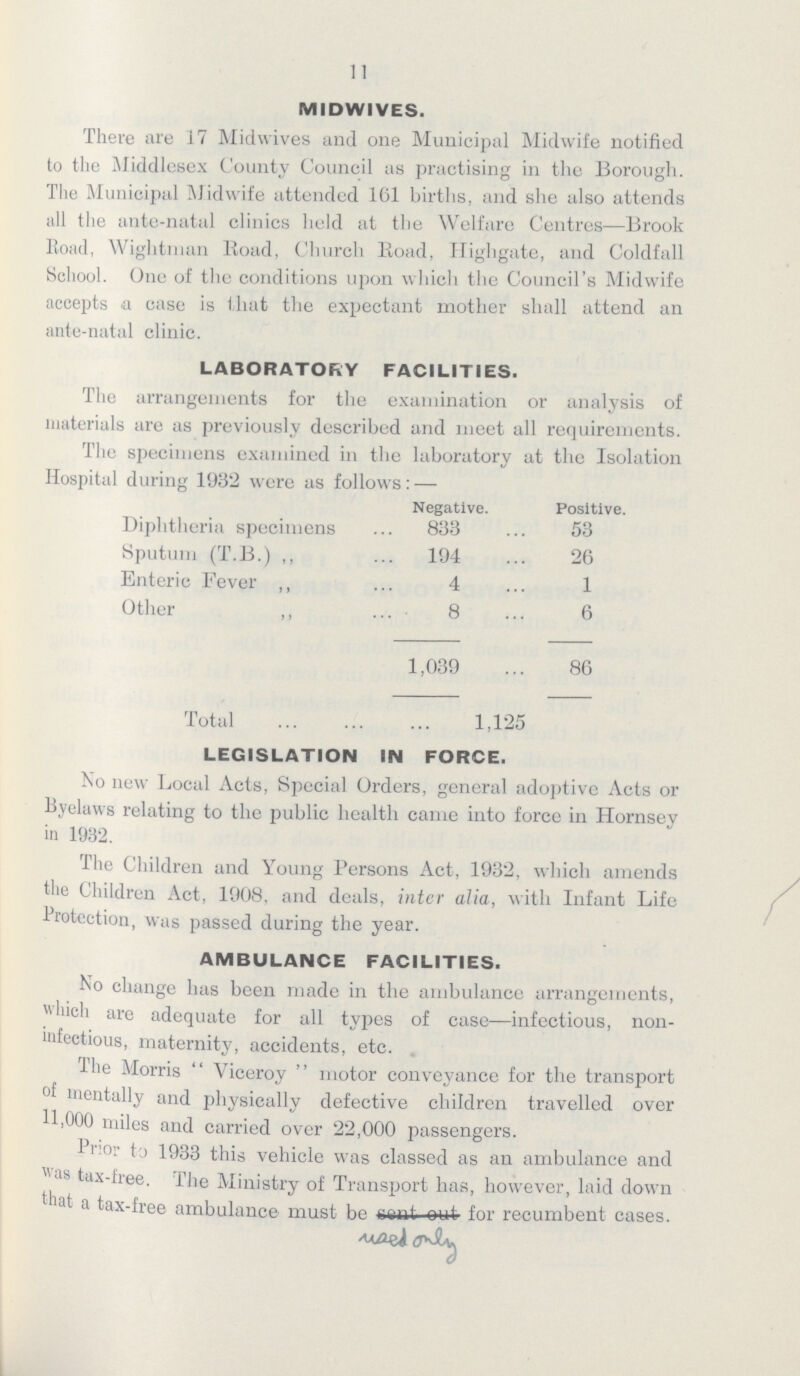 11
MIDWIVES.
There are 17 Midwives and one Municipal Midwife notified
to the Middlesex County Council as practising in the Borough.
The Municipal Midwife attended 161 births, and she also attends
all the ante-natal clinics held at the Welfare Centres—Brook
Road, Wightman Road, Church Road, Highgate, and Coldfall
School. One of the conditions upon which the Council's Midwife
accepts a case is that the expectant mother shall attend an
ante-natal clinic.
LABORATORY FACILITIES.
The arrangements for the examination or analysis of
materials are as previously described and meet all requirements.
The specimens examined in the laboratory at the Isolation
Hospital during 1932 were as follows:—
Negative. Positive.
Diphtheria specimens ... 833 ... 53
Sputum (T.B.) ,, ... 194 ... 26
Enteric Fever ,, ... 4 ... 1
Other ,, ... 8 ... 6
1,039 ... 86
Total ... ... ... 1,125
LEGISLATION IN FORCE.
No new Local Acts, Special Orders, general adoptive Acts or
Byelaws relating to the public health came into force in Hornsey
in 1932.
The Children and Young Persons Act, 1932, which amends
the Children Act, 1908, and deals, inter alia, with Infant Life
Protection, was passed during the year.
AMBULANCE FACILITIES.
No change has been made in the ambulance arrangements,
which are adequate for all types of case—infectious, non-
infectious, maternity, accidents, etc.
The Morris " Viceroy " motor conveyance for the transport
of mentally and physically defective children travelled over
11,000 miles and carried over 22,000 passengers.
Prior to 1933 this vehicle was classed as an ambulance and
was tax-free. The Ministry of Transport has, however, laid down
that a tax-free ambulance must be sent out for recumbent cases.
used only